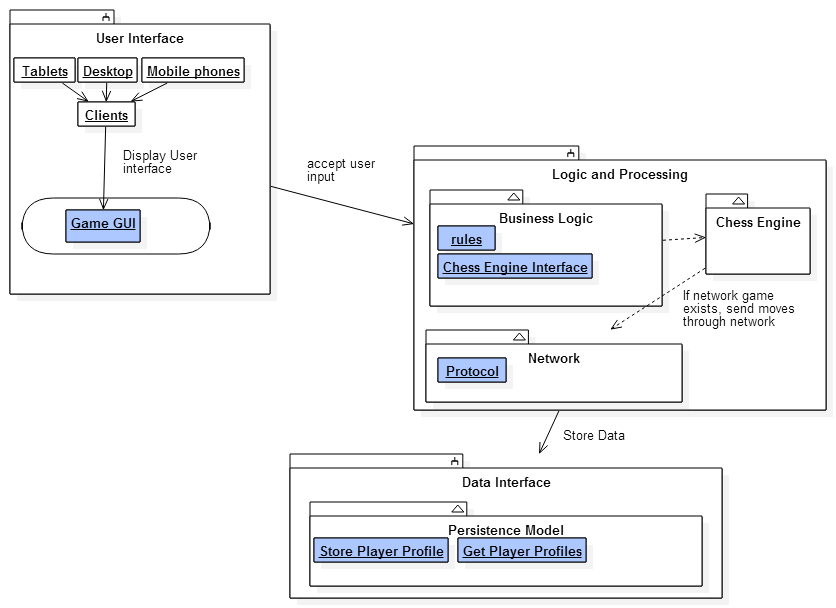 User Interface
Tablets
Desktop
Mobile phones
Clients
Display User
interface
Game GUI
accept user
input
Logic and Processing
Business Logic
rules
Chess Engine Interface
Chess Engine
If network game
exists, send moves
through network
Network
Protocol
Store Data
Data Interface
Persistence Model
Store Player Profile
Get Player Profiles